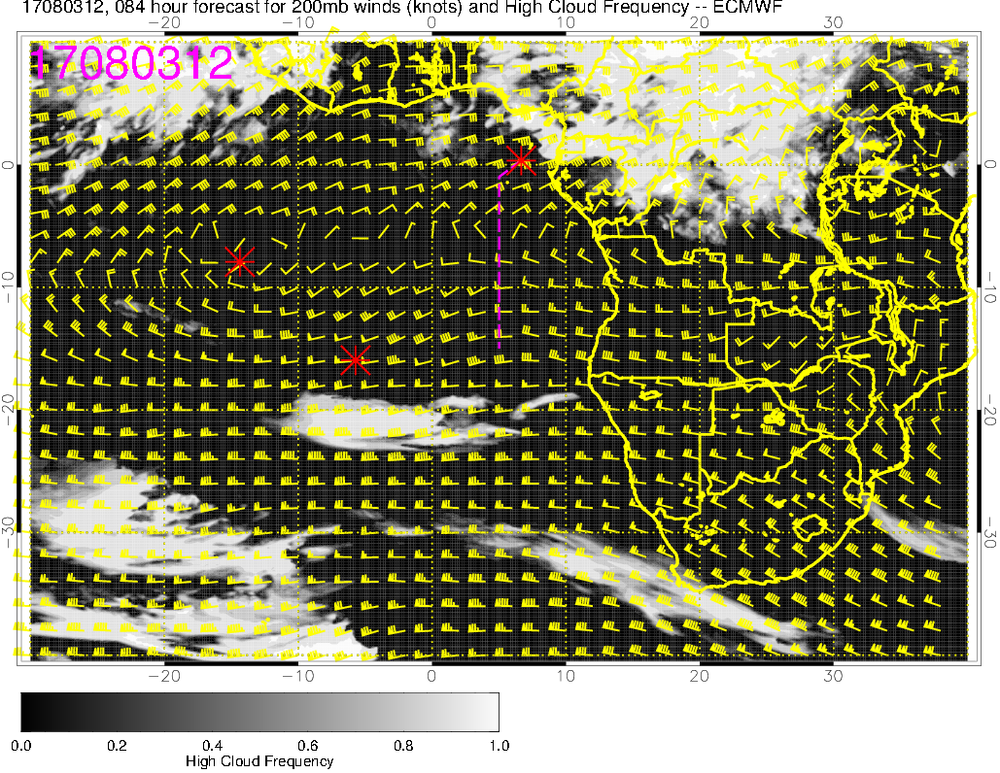 17080312, 084 hour forecast for 200mb winds (knots) and High Cloud Frequency -- ECMWF
−20 −10 0 10 20 30
17080312
0 0
−10 −10
−20 −20
−30 −30
−20 −10 0 10 20 30
0.0 0.2 0.4 0.6 0.8 1.0
High Cloud Frequency